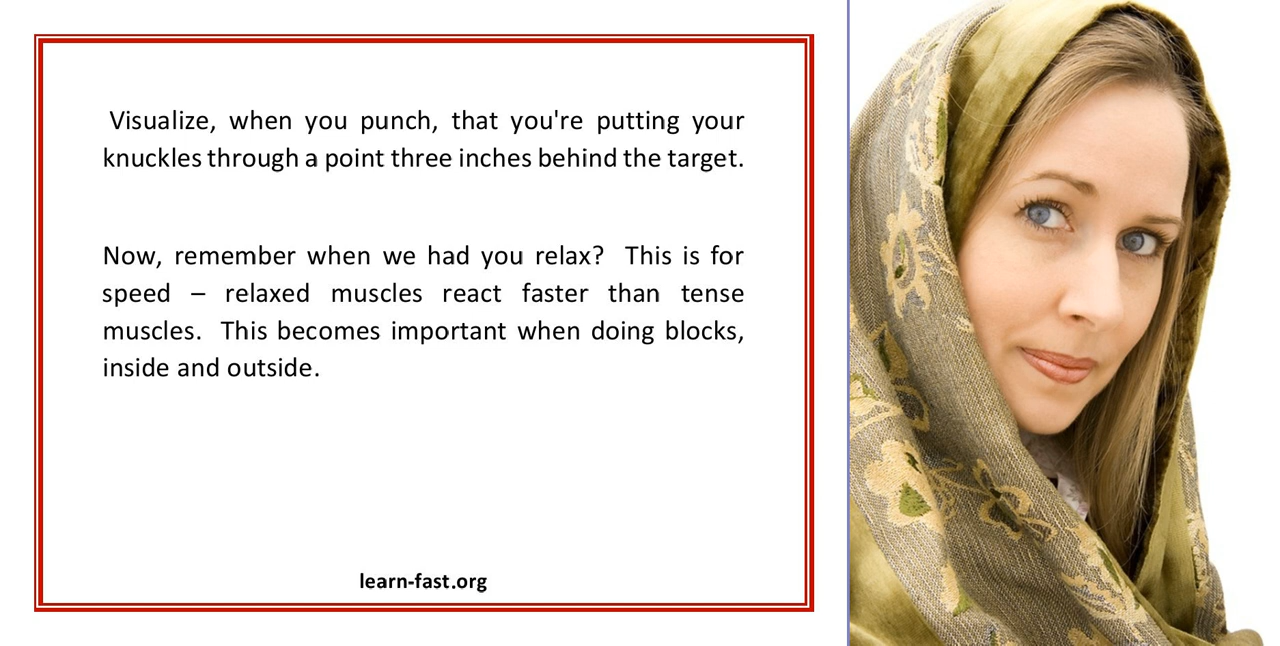 Visualize, when you punch, that you're putting your
knuckles through a point three inches behind the target.
Now, remember when we had you relax? This is for
speed – relaxed muscles react faster than tense
muscles. This becomes important when doing blocks,
inside and outside.
learn-fast.org